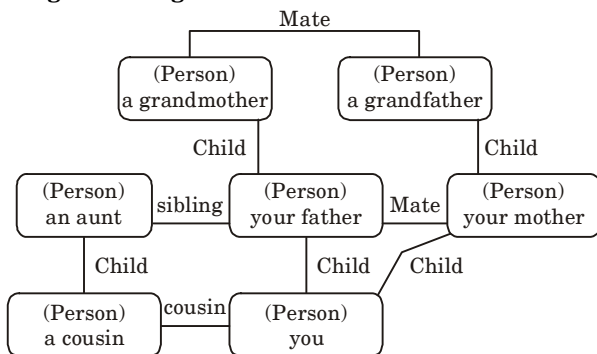 Mate
(Person) (Person)
a grandmother a grandfather
Child Child
(Person) (Person) (Person)
an aunt sibling your father Mate your mother
Child Child Child
(Person) cousin (Person)
a cousin you